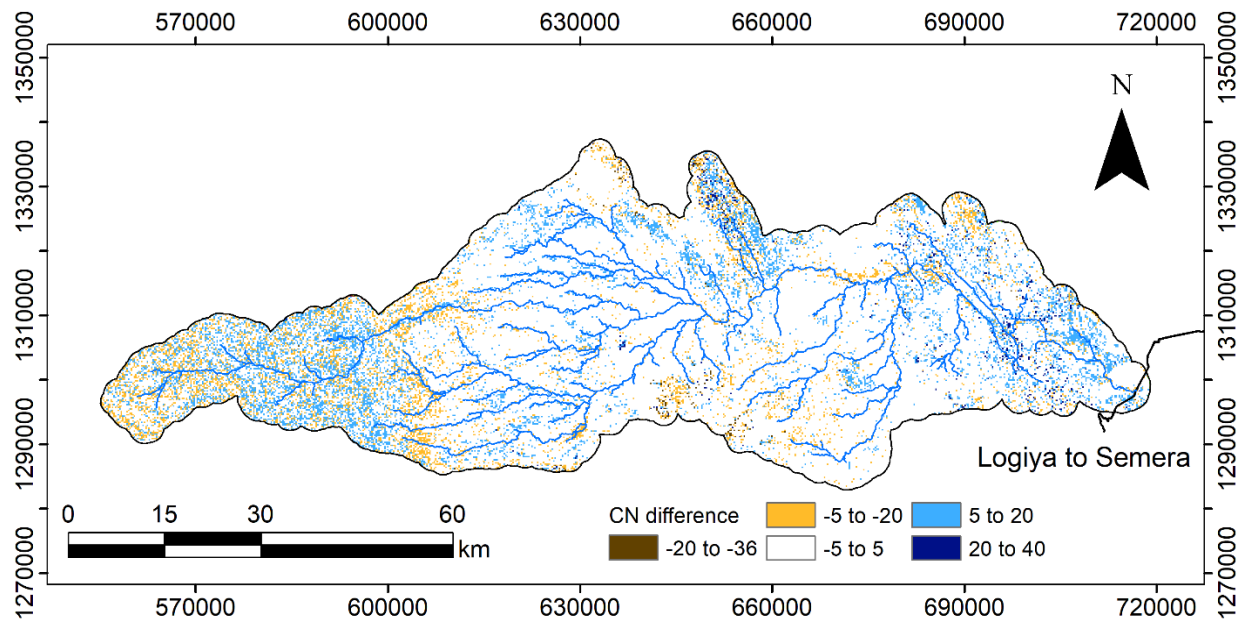 570000 600000 630000 660000 690000 720000
1350000 1350000
N
1330000 1330000
1310000 1310000
1290000 1290000
Logiya to Semera
0 15 30 60
km
CN difference -5 to -20 5 to 20
-20 to -36 -5 to 5 20 to 40
1270000 1270000
570000 600000 630000 660000 690000 720000